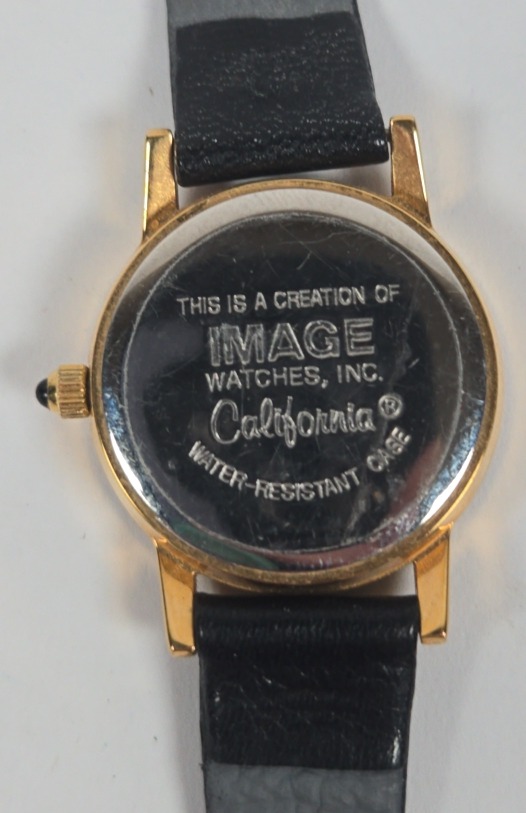 THIS IS A CREATION OF
IMAGE
WATCHES, INC.
California®
WATER-RESISTANT CASE